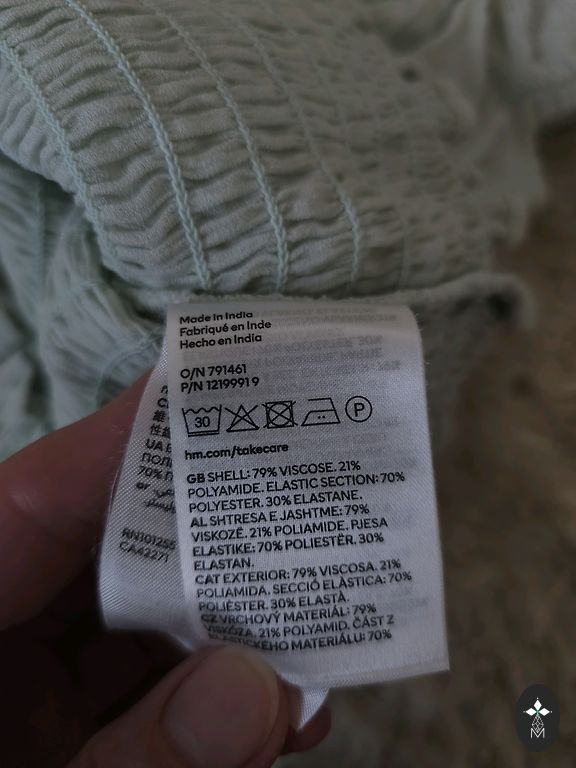 Made in India
Fabriqué en Inde
Hecho en India
O/N 791461
P/N 1219991 9
30
P
hm.com/takecare
GB SHELL: 79% VISCOSE. 21%
POLYAMIDE. ELASTIC SECTION: 70%
POLYESTER. 30% ELASTANE.
AL SHTRESA E JASHTME: 79%
VISKOZË. 21% POLIAMIDE. PJESA
ELASTIKE: 70% POLIESTËR. 30%
ELASTAN.
CAT EXTERIOR: 79% VISCOSA. 21%
POLIAMIDA. SECCIÓ ELÀSTICA: 70%
POLIÈSTER. 30% ELASTÀ.
CZ VRCHOVÝ MATERIÁL: 79%
VISKÓZA. 21% POLYAMID. ČÁST Z
ELASTICKÉHO MATERIÁLU: 70%
UA
70%
RN101255
CA42271
M